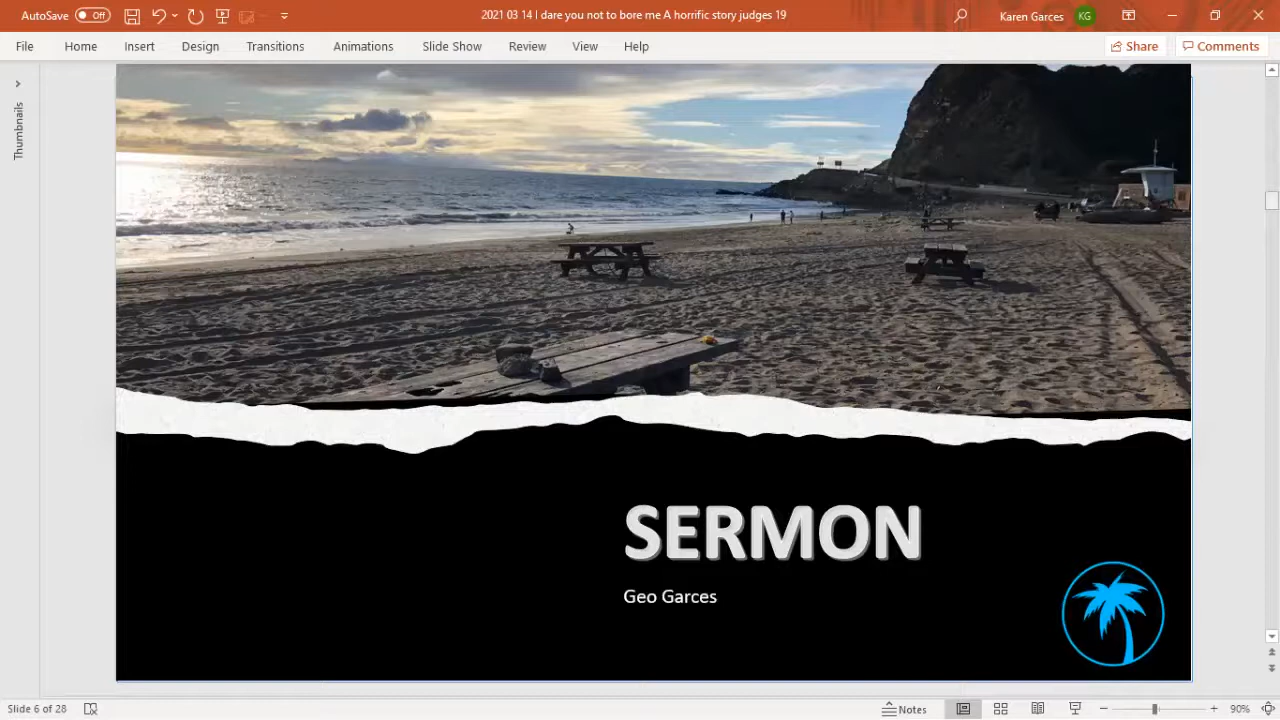 AutoSave Off 2021 03 14 I dare you not to bore me A horrific story judges 19 Karen Garces KG
File Home Insert Design Transitions Animations Slide Show Review View Help Share Comments
Thumbnails
SERMON
Geo Garces
Slide 6 of 28 Notes 90%